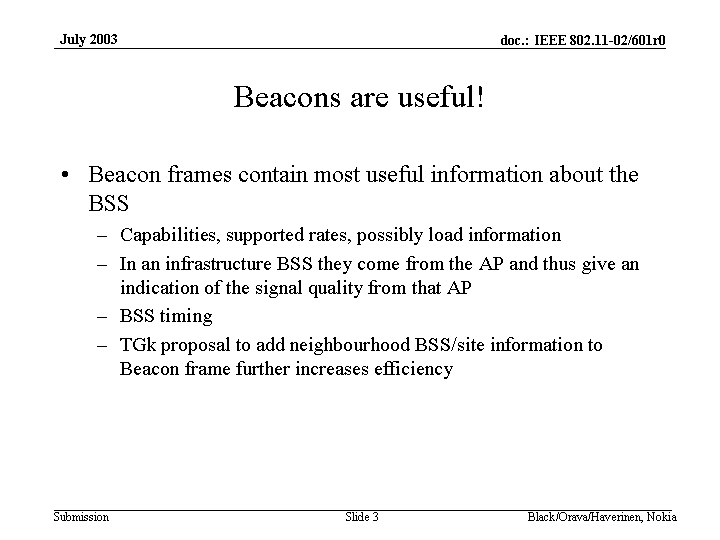 July 2003 doc. : IEEE 802. 11 -02/601 r0
Beacons are useful!
• Beacon frames contain most useful information about the
BSS
– Capabilities, supported rates, possibly load information
– In an infrastructure BSS they come from the AP and thus give an
indication of the signal quality from that AP
– BSS timing
– TGk proposal to add neighbourhood BSS/site information to
Beacon frame further increases efficiency
Submission Slide 3 Black/Orava/Haverinen, Nokia